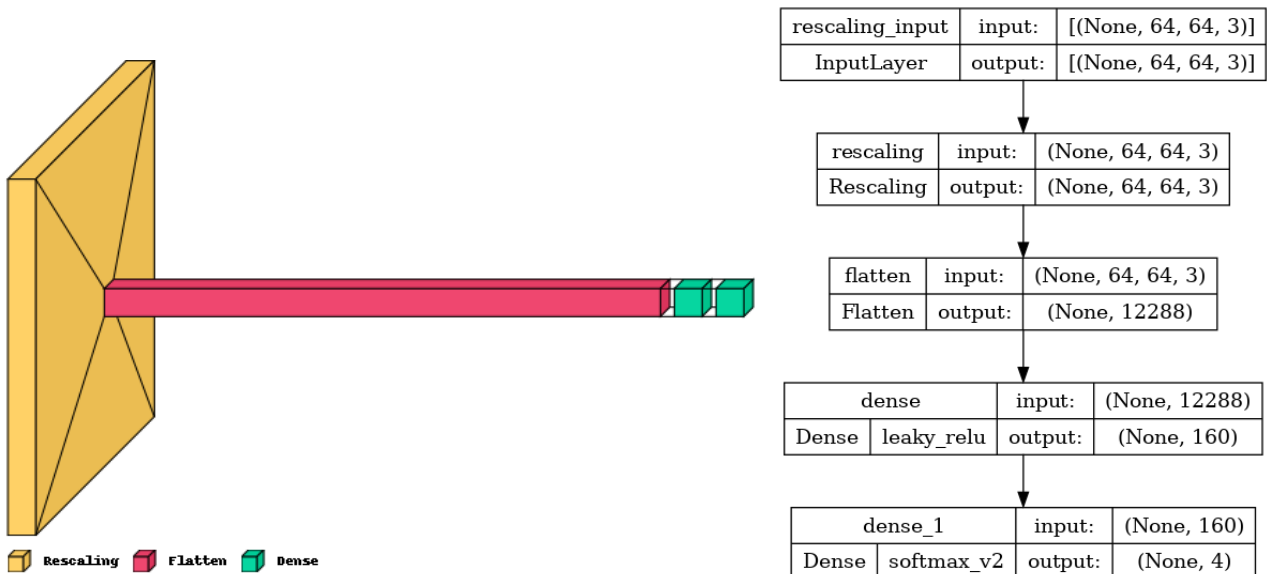 rescaling_input input: [(None, 64, 64, 3)]
InputLayer output: [(None, 64, 64, 3)]
rescaling input: (None, 64, 64, 3)
Rescaling output: (None, 64, 64, 3)
flatten input: (None, 64, 64, 3)
Flatten output: (None, 12288)
dense input: (None, 12288)
Dense leaky_relu output: (None, 160)
dense_1 input: (None, 160)
Dense softmax_v2 output: (None, 4)
Rescaling Flatten Dense